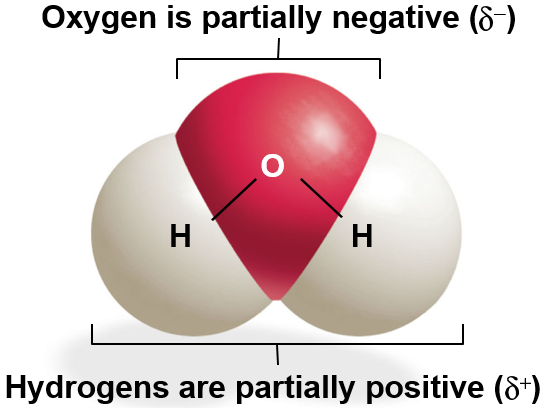 Oxygen is partially negative (δ⁻)
O
H H
Hydrogens are partially positive (δ⁺)